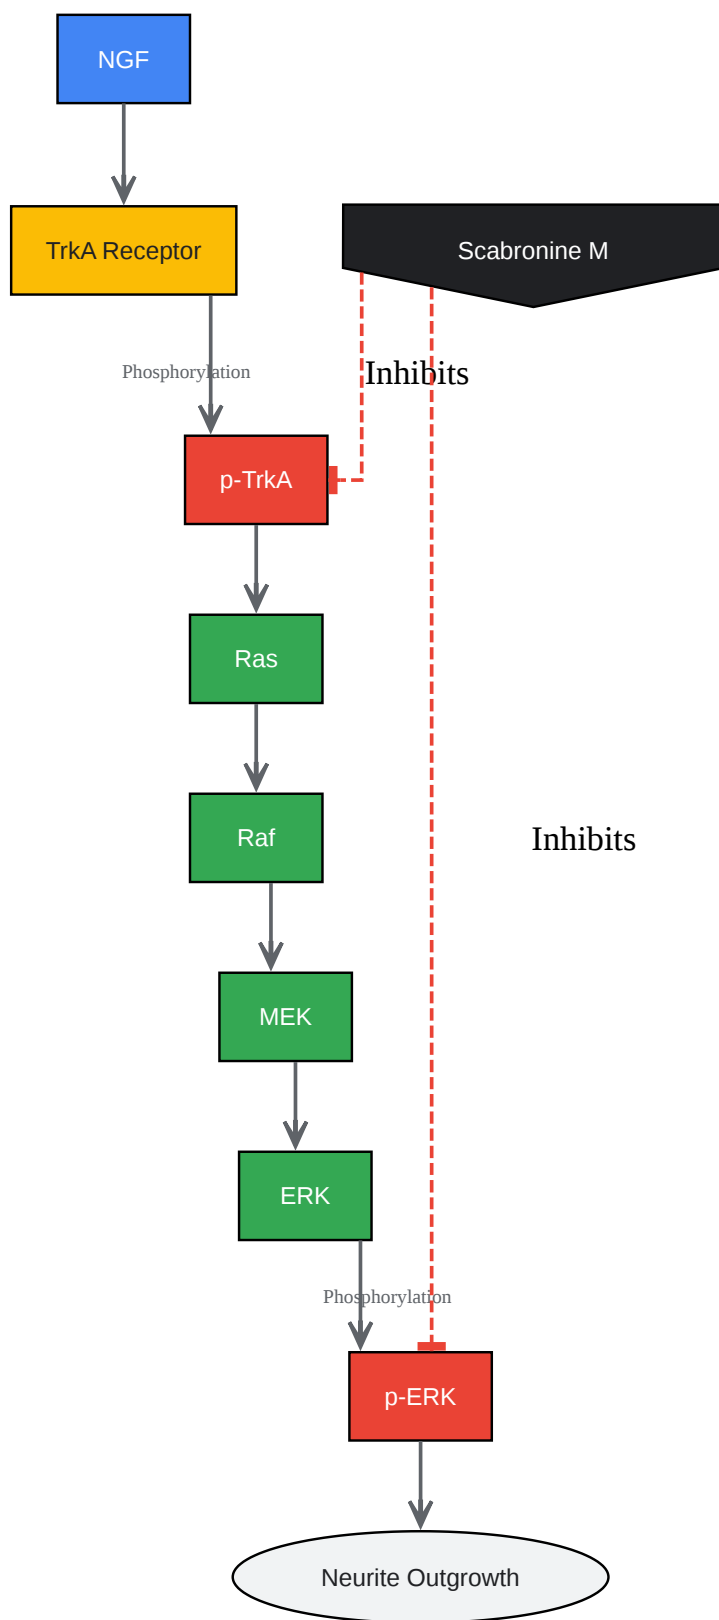 NGF
TrkA Receptor
Scabronine M
Phosphorylation
Inhibits
p-TrkA
Ras
Raf
Inhibits
MEK
ERK
Phosphorylation
p-ERK
Neurite Outgrowth